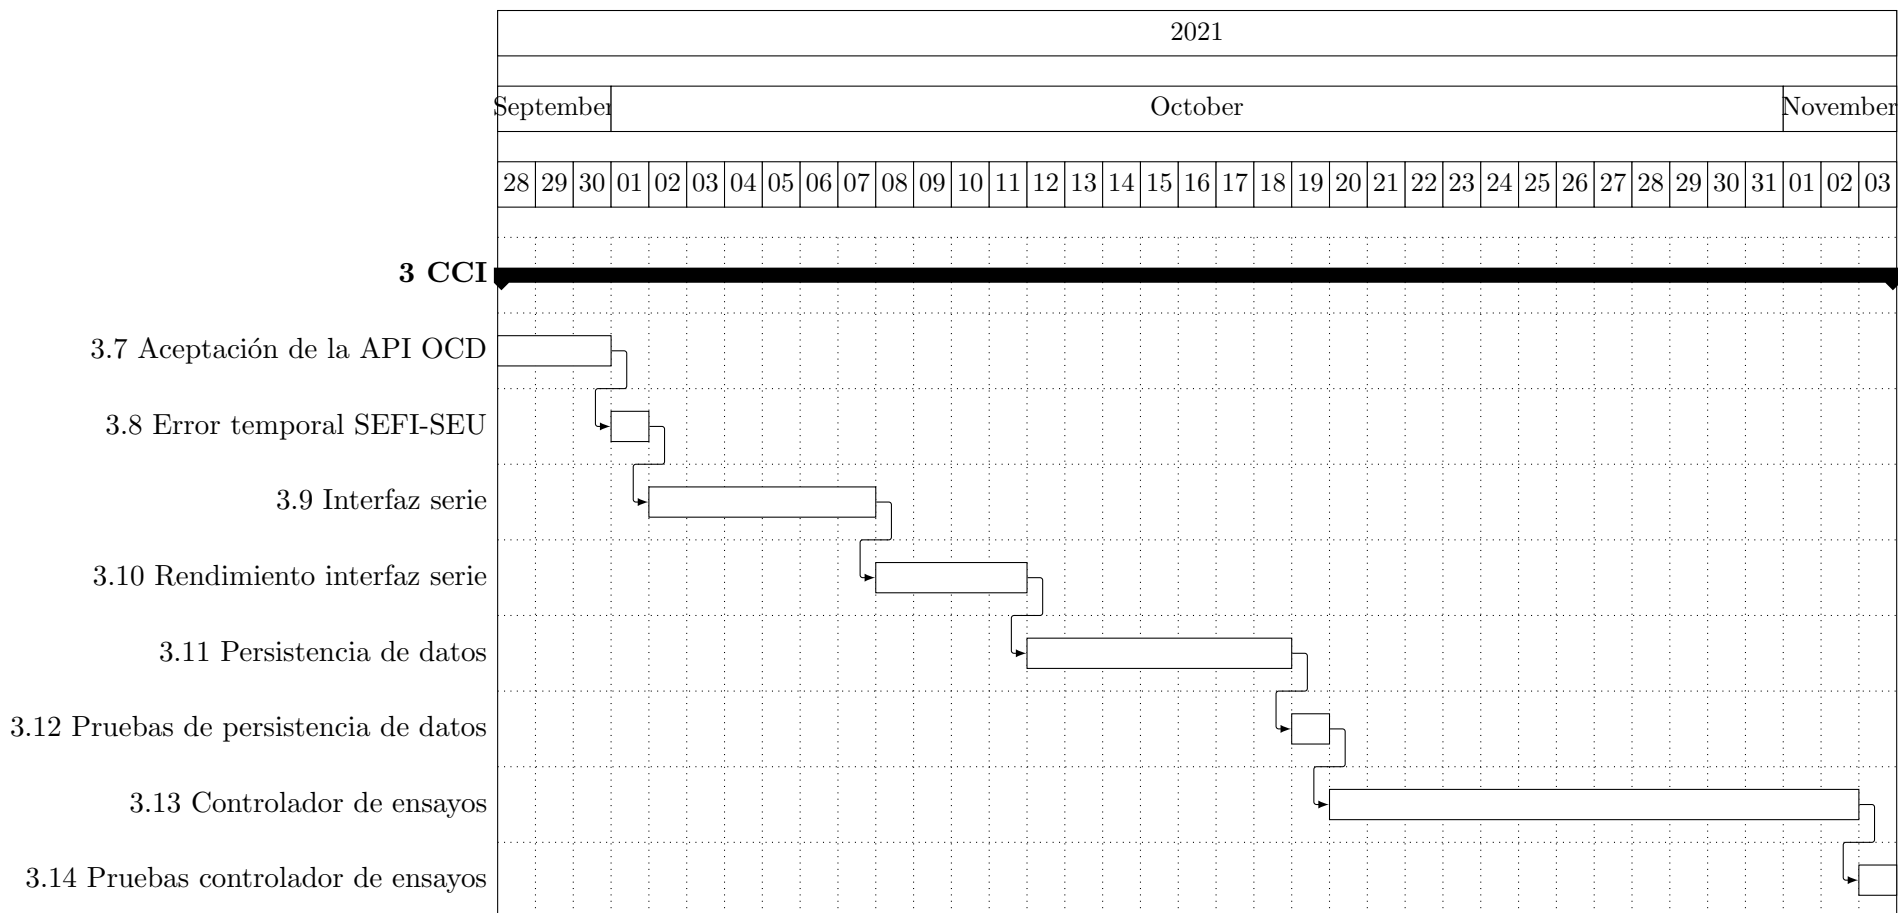 2021
September October November
28 29 30 01 02 03 04 05 06 07 08 09 10 11 12 13 14 15 16 17 18 19 20 21 22 23 24 25 26 27 28 29 30 31 01 02 03
3 CCI
3.7 Aceptación de la API OCD
3.8 Error temporal SEFI-SEU
3.9 Interfaz serie
3.10 Rendimiento interfaz serie
3.11 Persistencia de datos
3.12 Pruebas de persistencia de datos
3.13 Controlador de ensayos
3.14 Pruebas controlador de ensayos